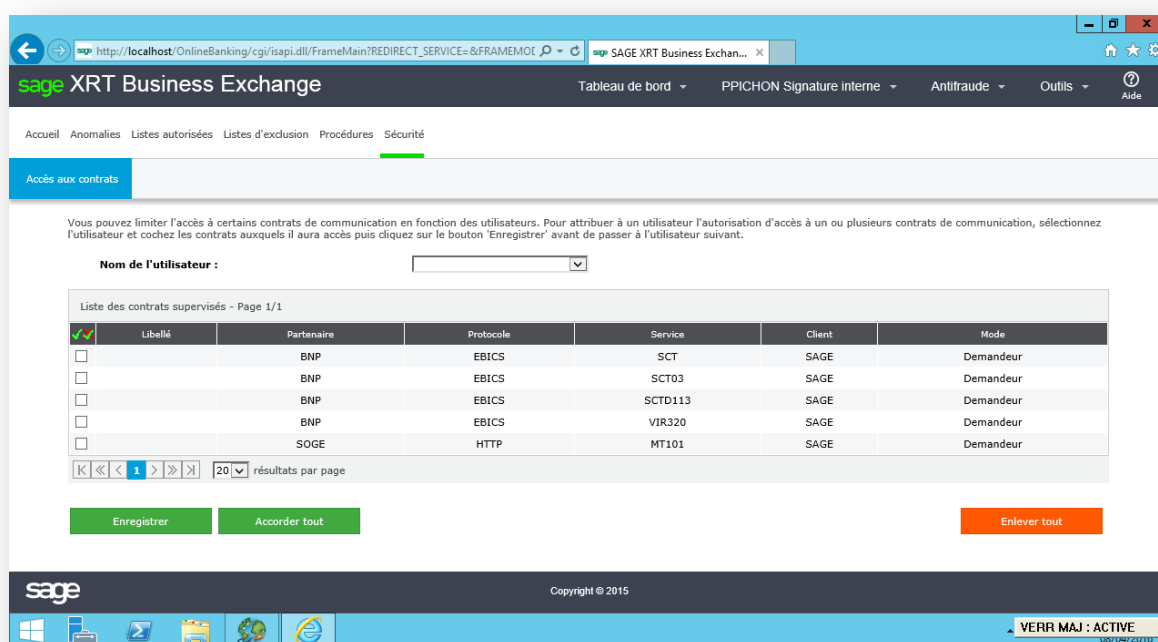 http://localhost/OnlineBanking/cgi/isapi.dll/FrameMain?REDIRECT_SERVICE=&FRAMEMOD
sage SAGE XRT Business Exchan...
sage XRT Business Exchange
Tableau de bord PPICHON Signature interne Antifraude Outils Aide
Accueil Anomalies Listes autorisées Listes d'exclusion Procédures Sécurité
Accès aux contrats
Vous pouvez limiter l'accès à certains contrats de communication en fonction des utilisateurs. Pour attribuer à un utilisateur l'autorisation d'accès à un ou plusieurs contrats de communication, sélectionnez
l'utilisateur et cochez les contrats auxquels il aura accès puis cliquez sur le bouton 'Enregistrer' avant de passer à l'utilisateur suivant.
Nom de l'utilisateur :
Liste des contrats supervisés - Page 1/1
Libellé Partenaire Protocole Service Client Mode
BNP EBICS SCT SAGE Demandeur
BNP EBICS SCT03 SAGE Demandeur
BNP EBICS SCTD113 SAGE Demandeur
BNP EBICS VIR320 SAGE Demandeur
SOGE HTTP MT101 SAGE Demandeur
1 20 résultats par page
Enregistrer Accorder tout Enlever tout
sage Copyright © 2015
VERR MAJ : ACTIVE
08/04/2016